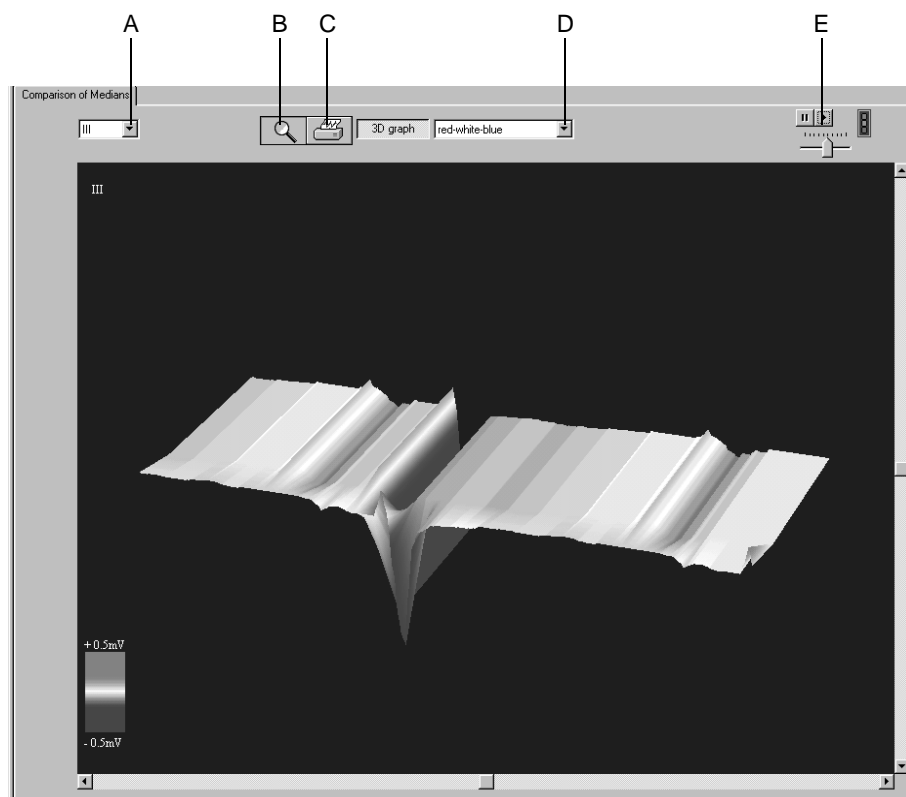 A B C D E
Comparison of Medians
III 3D graph red-white-blue
III
+ 0.5mV
- 0.5mV